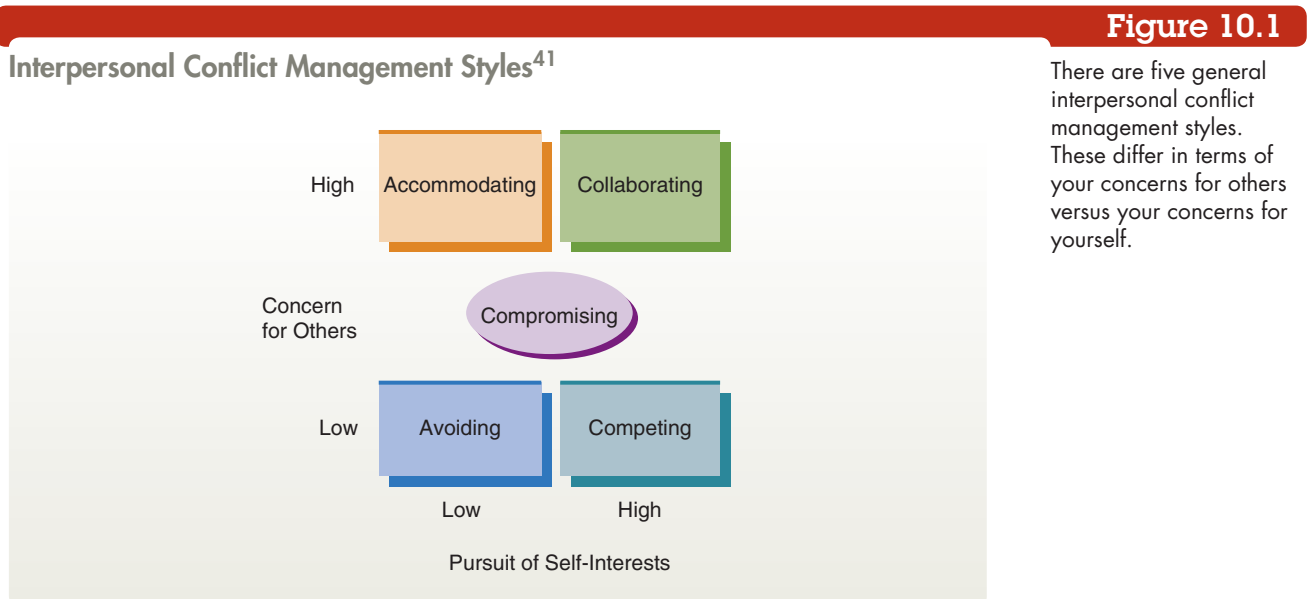 Figure 10.1
Interpersonal Conflict Management Styles41
There are five general
interpersonal conflict
management styles.
These differ in terms of
your concerns for others
versus your concerns for
yourself.
High
Accommodating
Collaborating
Concern
for Others
Compromising
Low
Avoiding
Competing
Low
High
Pursuit of Self-Interests